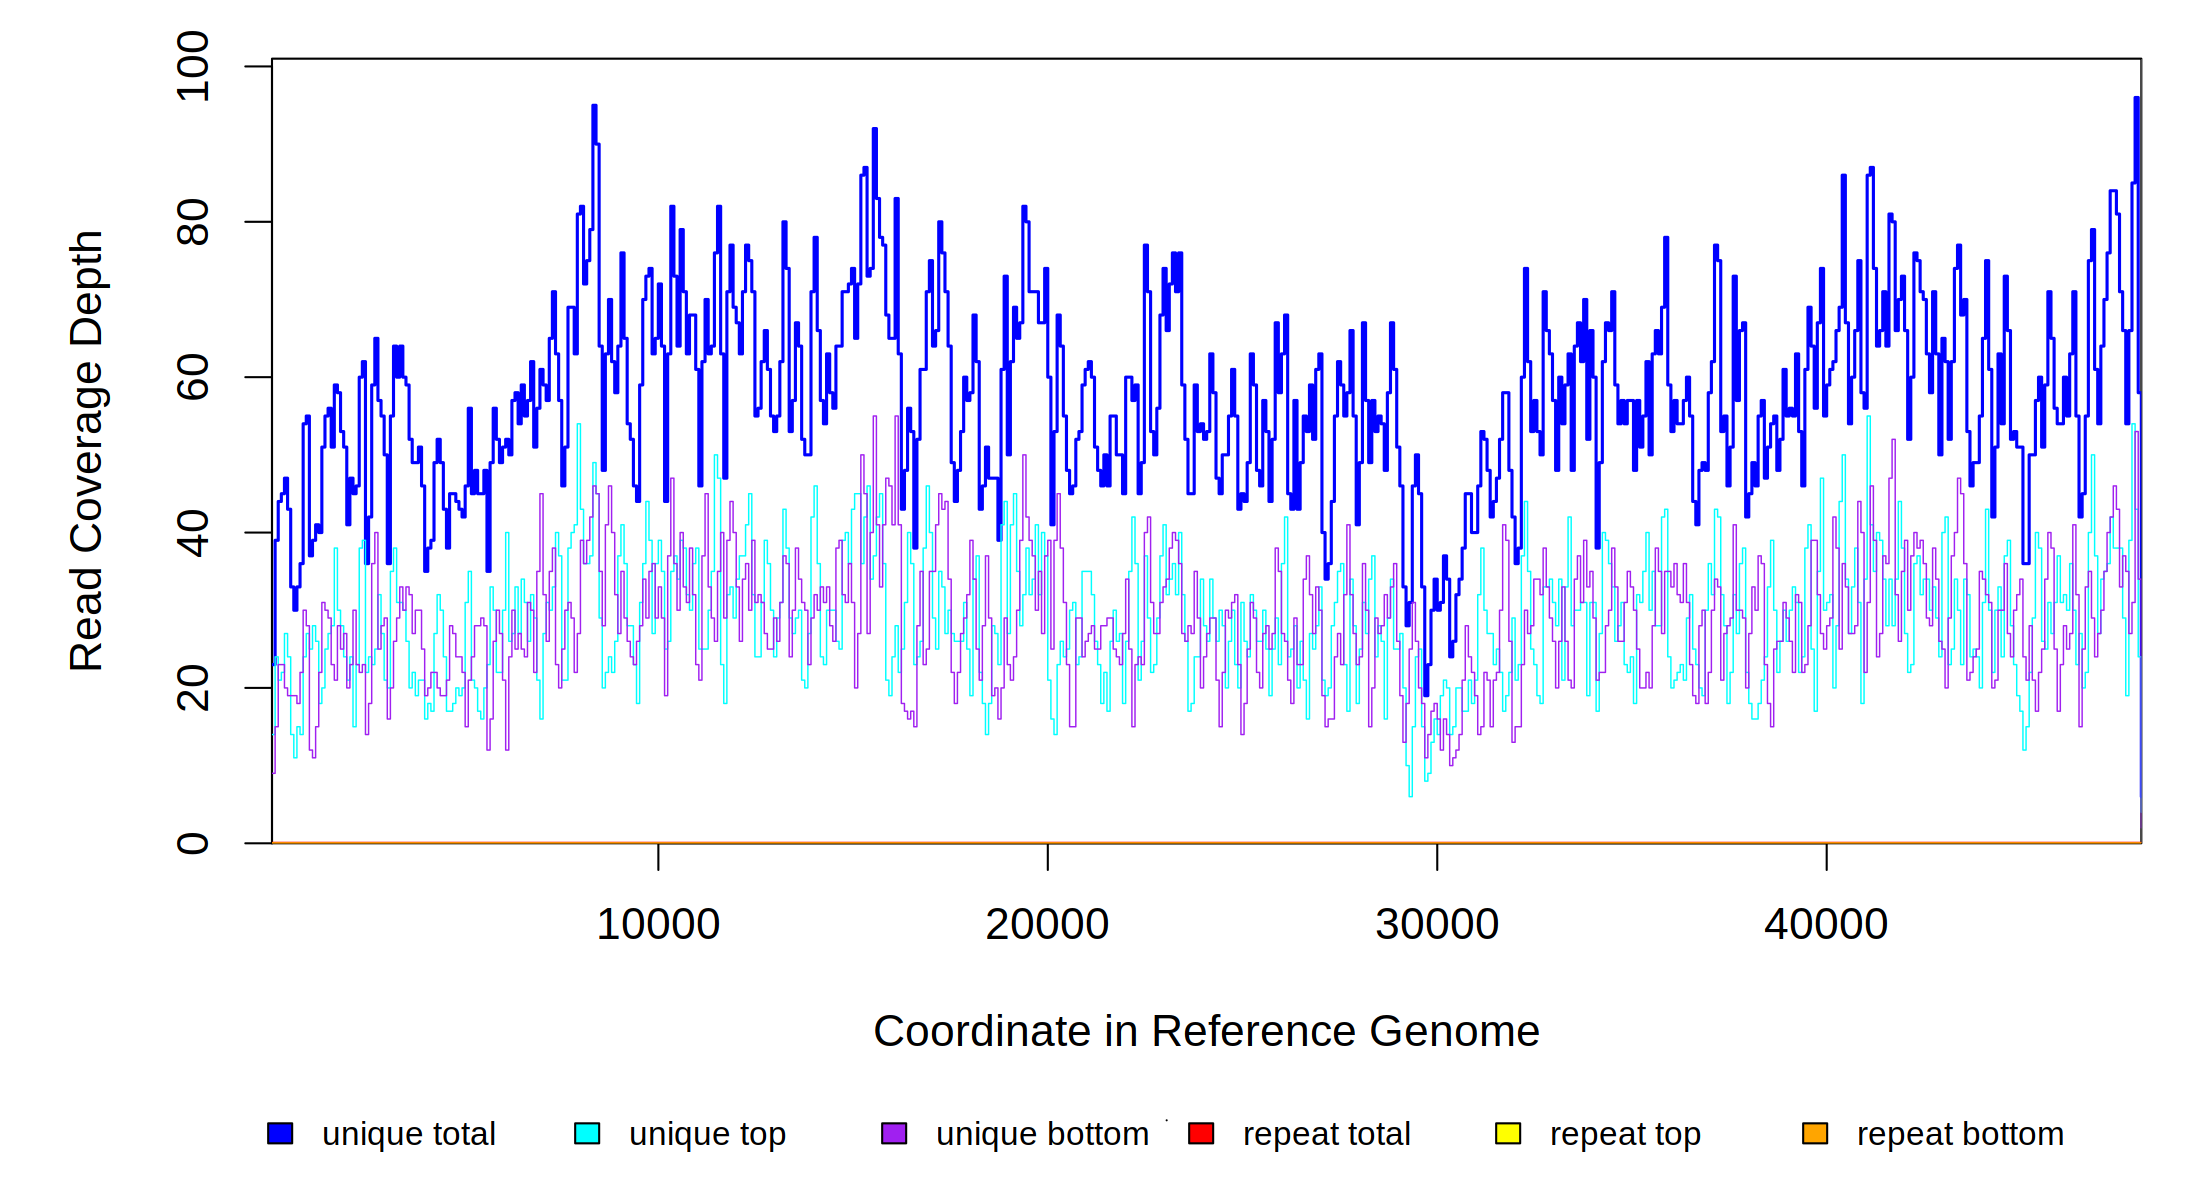 100
80
60
40
20
0
Read Coverage Depth
10000 20000 30000 40000
Coordinate in Reference Genome
unique total unique top unique bottom repeat total repeat top repeat bottom